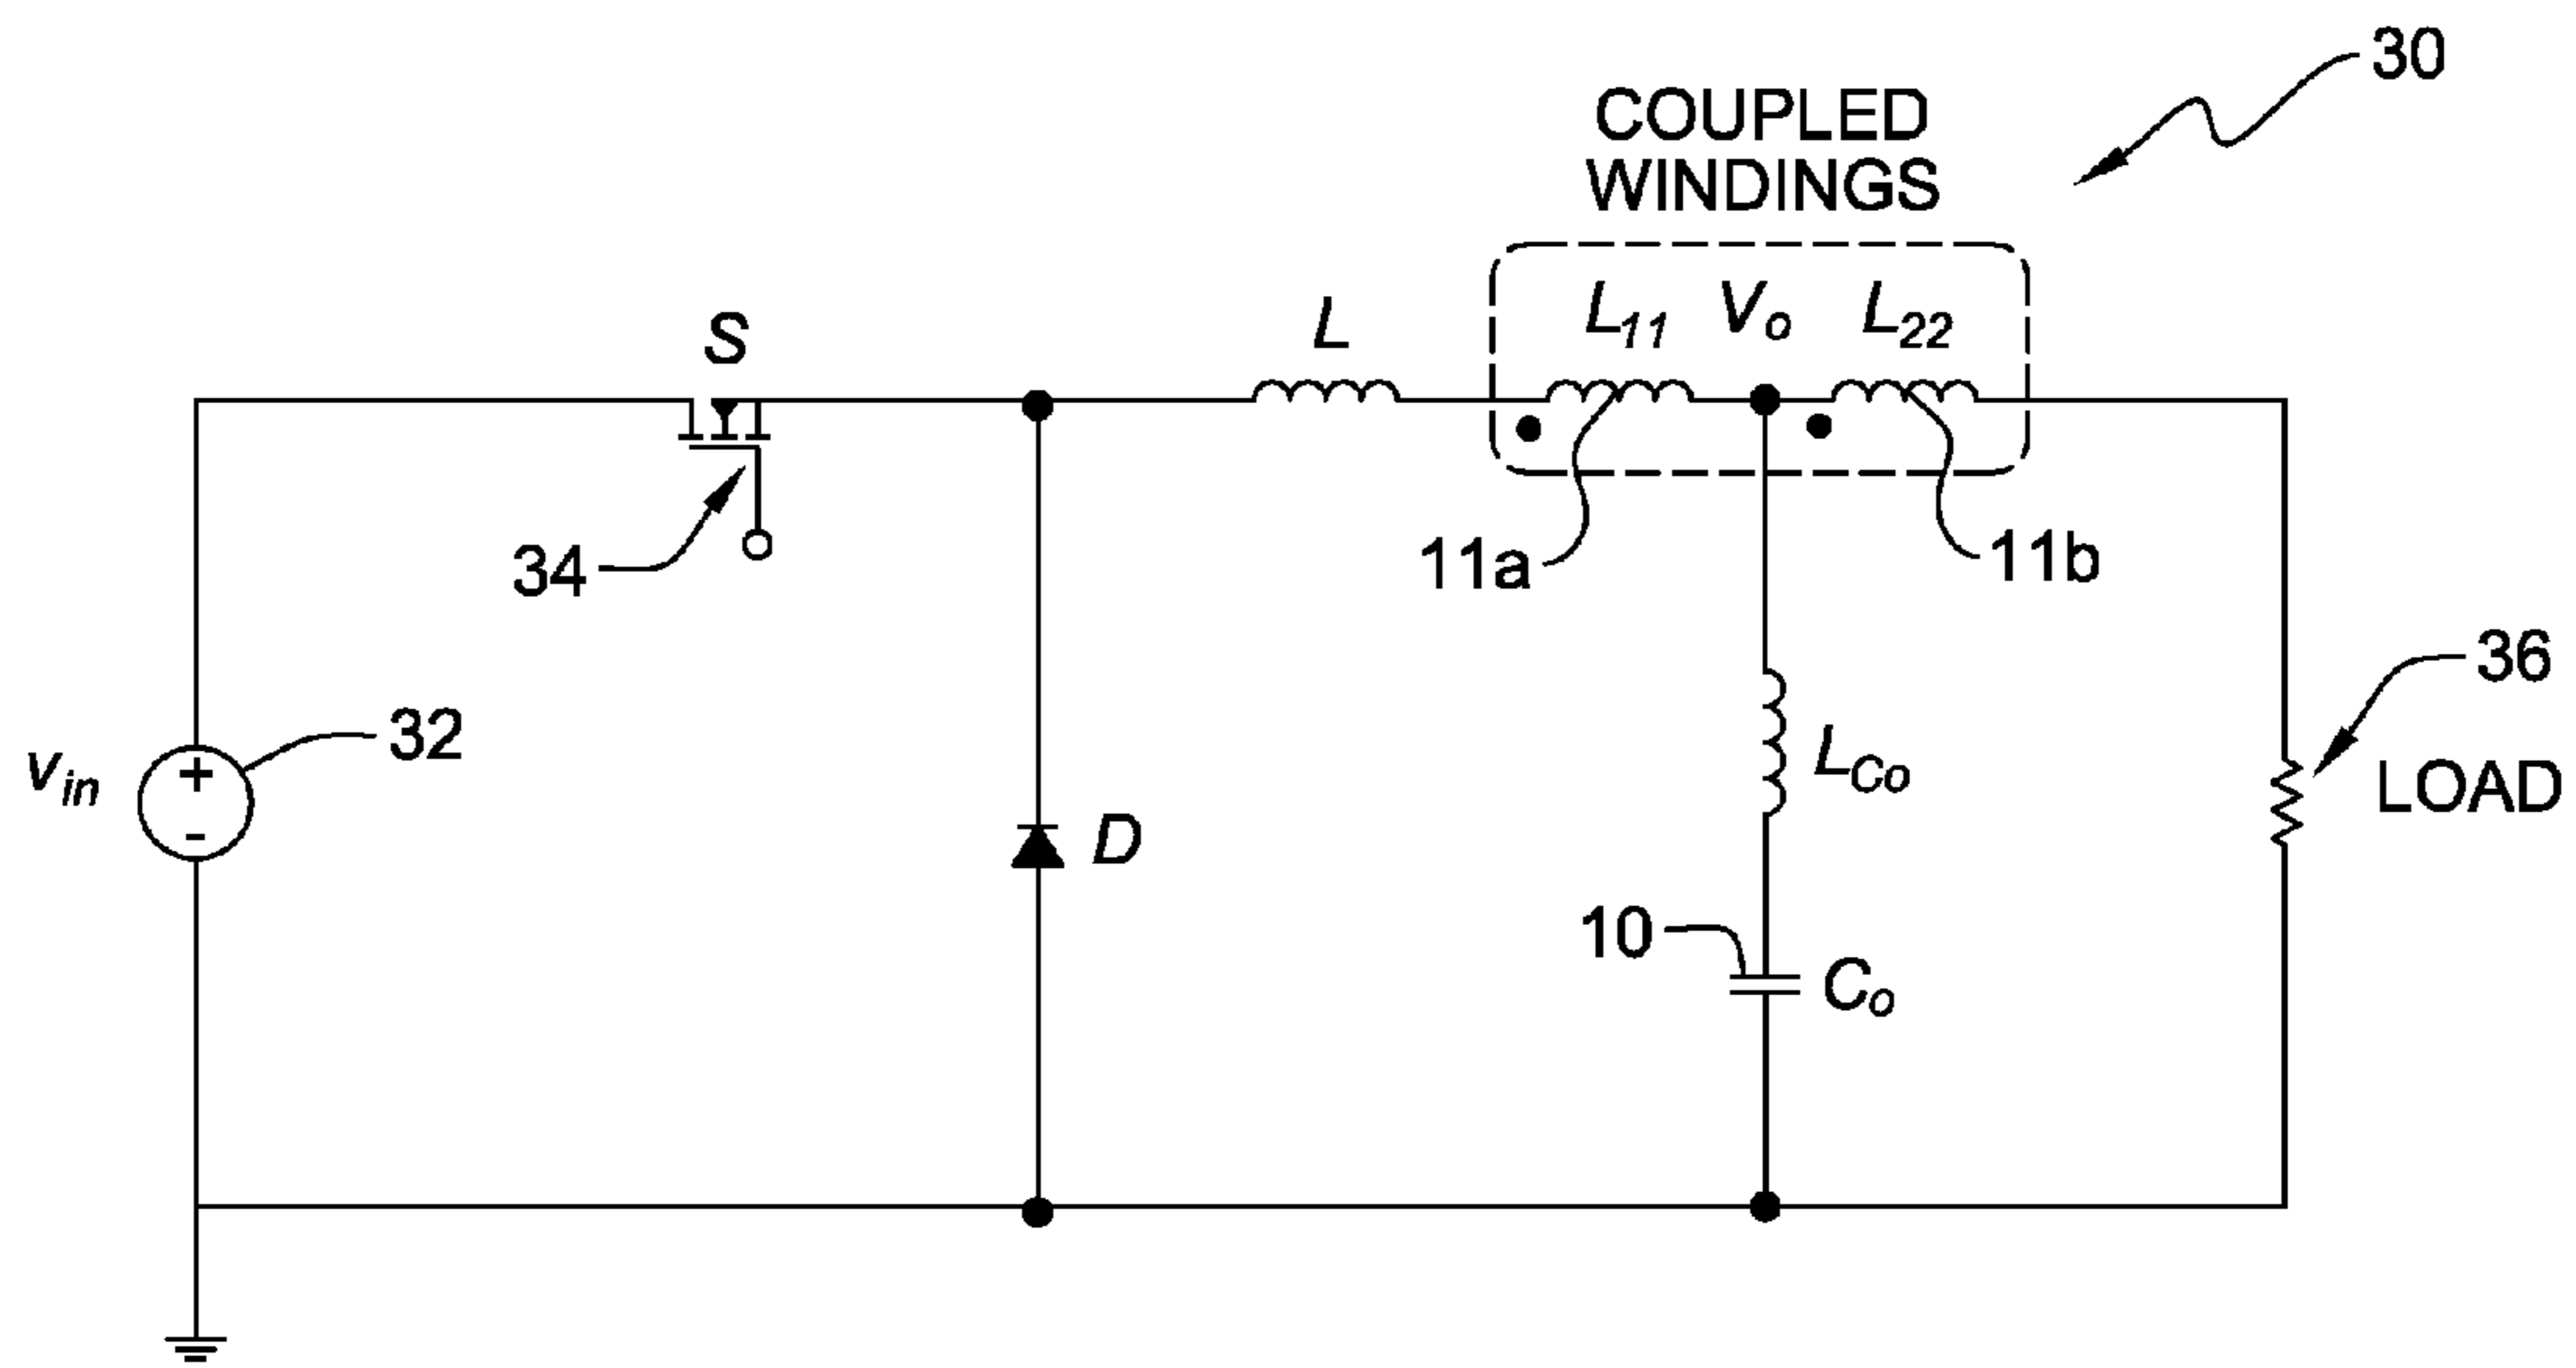 30
COUPLED
WINDINGS
S
L
L11
Vo
L22
34
11a
11b
vin
+
-
32
36
LOAD
D
LCo
10
Co